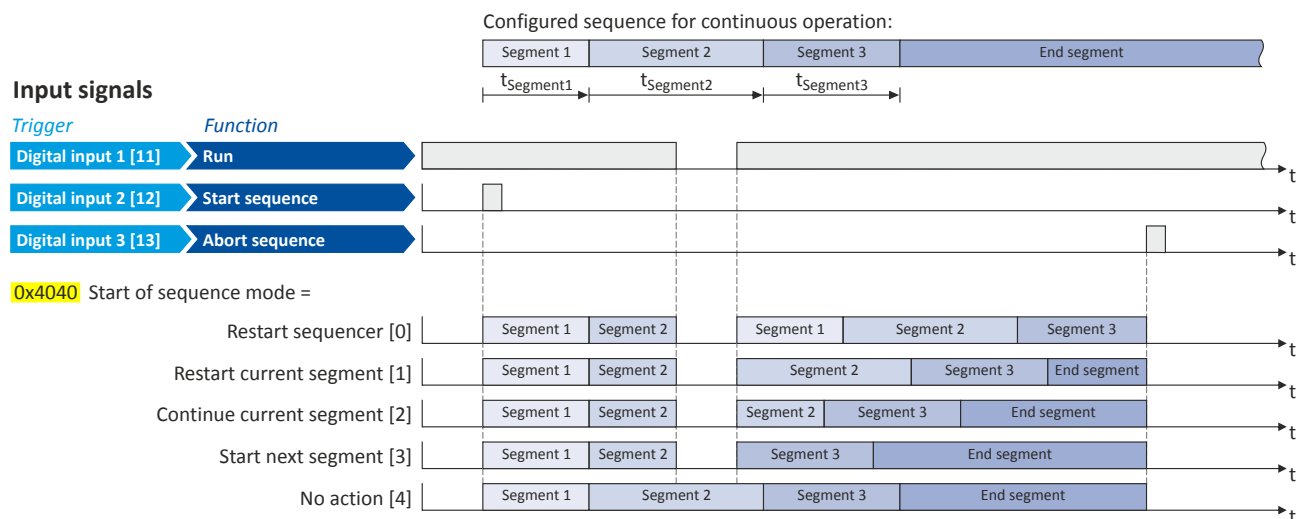 Configured sequence for continuous operation:
Segment 1 Segment 2 Segment 3 End segment
tSegment1 tSegment2 tSegment3
Input signals
Trigger Function
Digital input 1 [11] Run
t
Digital input 2 [12] Start sequence
t
Digital input 3 [13] Abort sequence
t
0x4040 Start of sequence mode =
Restart sequencer [0] Segment 1 Segment 2 Segment 1 Segment 2 Segment 3
t
Restart current segment [1] Segment 1 Segment 2 Segment 2 Segment 3 End segment
t
Continue current segment [2] Segment 1 Segment 2 Segment 2 Segment 3 End segment
t
Start next segment [3] Segment 1 Segment 2 Segment 3 End segment
t
No action [4] Segment 1 Segment 2 Segment 3 End segment
t